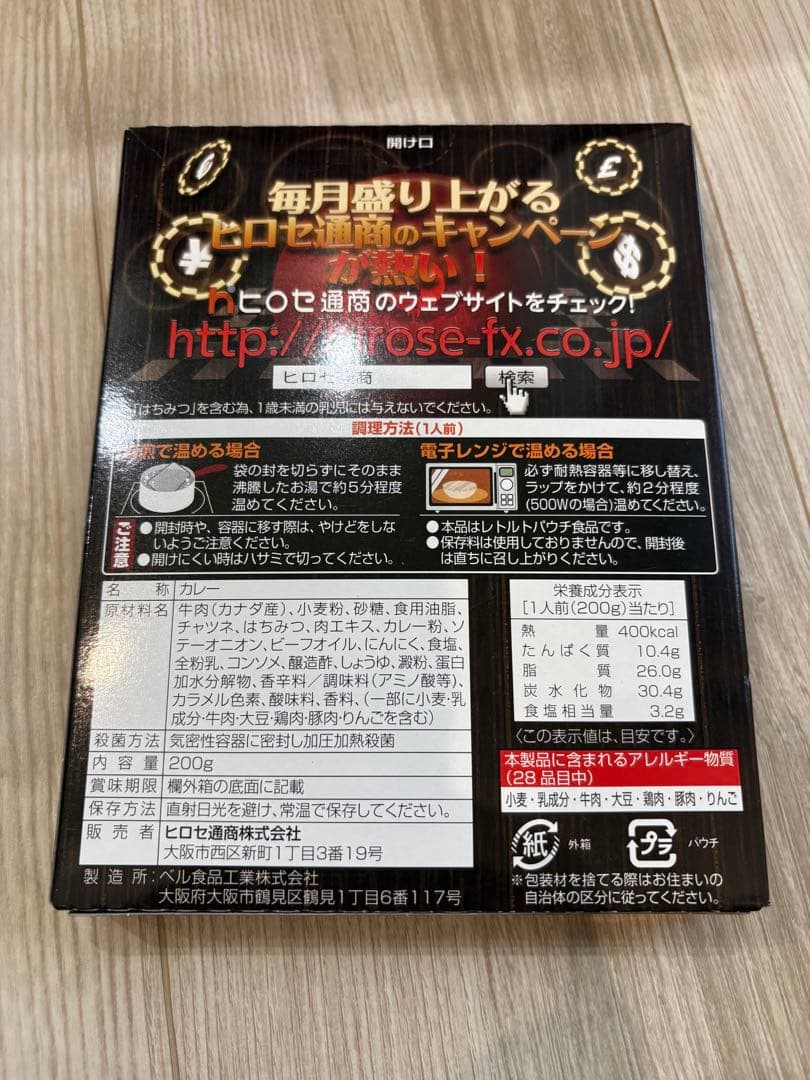 開け口
毎月盛り上がる
ヒロセ通商のキャンペーン
が熱い!
¥
£
$
ヒロセ通商のウェブサイトをチェック!
http://hirose-fx.co.jp/
ヒロセ通商
検索
「はちみつ」を含む為、1歳未満の乳児には与えないでください。
調理方法(1人前)
で温める場合
袋の封を切らずにそのまま
沸騰したお湯で約5分程度
温めてください。
電子レンジで温める場合
必ず耐熱容器等に移し替え、
ラップをかけて、約2分程度
(500Wの場合)温めてください。
ご注意
●開封時や、容器に移す際は、やけどをしな
いようご注意ください。
●開けにくい時はハサミで切ってください。
●本品はレトルトパウチ食品です。
●保存料は使用しておりませんので、開封後
は直ちに召し上がりください。
名 称 カレー
原材料名 牛肉(カナダ産)、小麦粉、砂糖、食用油脂、
チャツネ、はちみつ、肉エキス、カレー粉、ソ
テーオニオン、ビーフオイル、にんにく、食塩、
全粉乳、コンソメ、醸造酢、しょうゆ、澱粉、蛋白
加水分解物、香辛料/調味料(アミノ酸等)、
カラメル色素、酸味料、香料、(一部に小麦・乳
成分・牛肉・大豆・鶏肉・豚肉・りんごを含む)
殺菌方法 気密性容器に密封し加圧加熱殺菌
内容量 200g
賞味期限 欄外箱の底面に記載
保存方法 直射日光を避け、常温で保存してください。
販売者 ヒロセ通商株式会社
大阪市西区新町1丁目3番19号
製造所:ベル食品工業株式会社
大阪府大阪市鶴見区鶴見1丁目6番117号
栄養成分表示
[1人前(200g)当たり]
熱量 400kcal
たんぱく質 10.4g
脂質 26.0g
炭水化物 30.4g
食塩相当量 3.2g
〈この表示値は、目安です。〉
本製品に含まれるアレルギー物質
(28品目中)
小麦・乳成分・牛肉・大豆・鶏肉・豚肉・りんご
紙 外箱
プラ パウチ
※包装材を捨てる際はお住まいの
自治体の区分に従ってください。